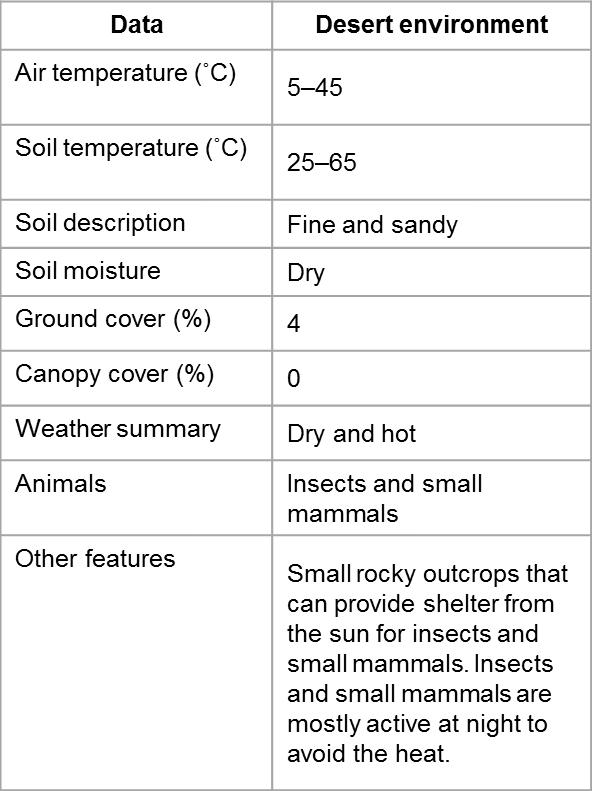 Data Desert environment
Air temperature (˚C) 5–45
Soil temperature (˚C) 25–65
Soil description Fine and sandy
Soil moisture Dry
Ground cover (%) 4
Canopy cover (%) 0
Weather summary Dry and hot
Animals Insects and small
mammals
Other features Small rocky outcrops that
can provide shelter from
the sun for insects and
small mammals. Insects
and small mammals are
mostly active at night to
avoid the heat.